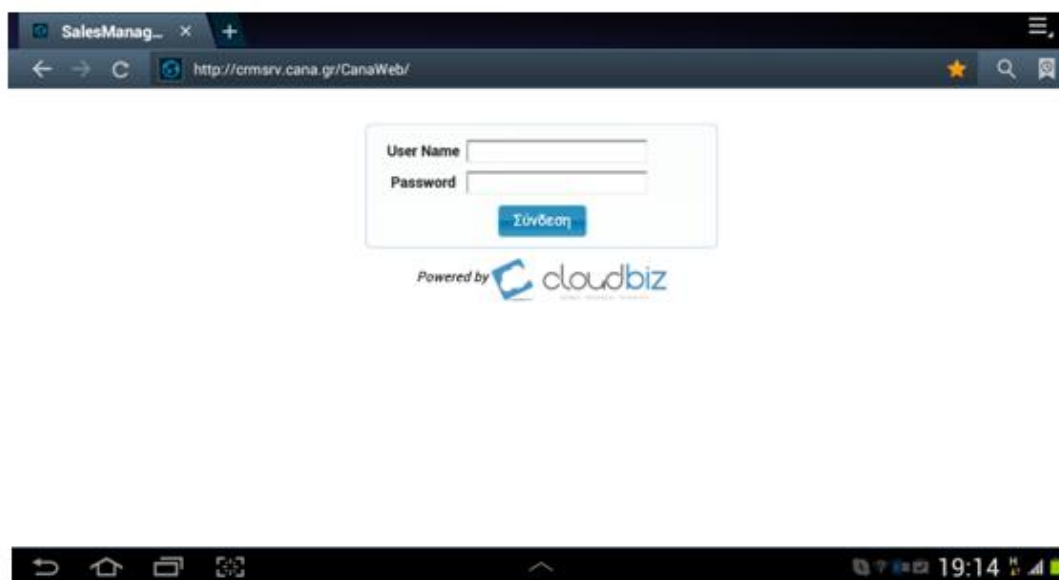 SalesManag...
http://crmsrv.cana.gr/CanaWeb/
User Name
Password
Σύνδεση
Powered by cloudbiz
19:14
H